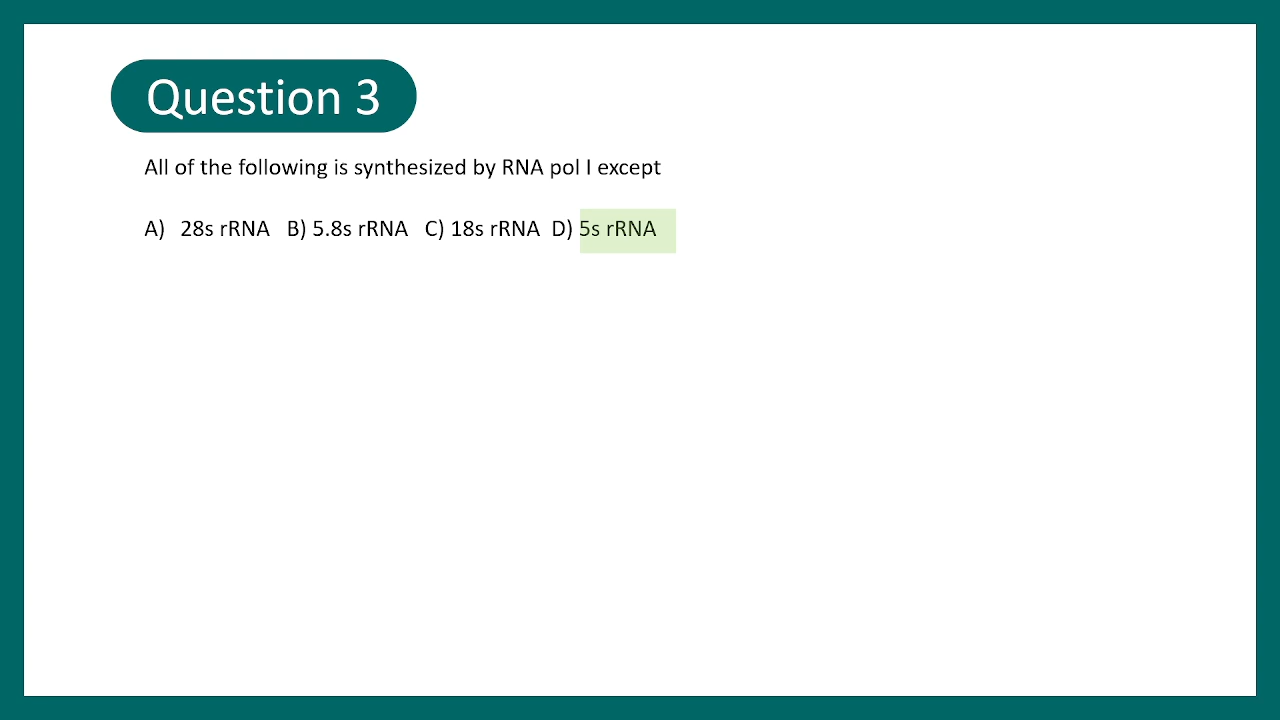 Question 3
All of the following is synthesized by RNA pol I except
A) 28s rRNA B) 5.8s rRNA C) 18s rRNA D) 5s rRNA